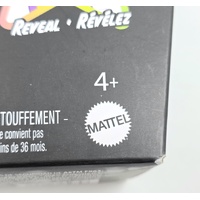 REVEAL • RÉVÉLEZ
4+
TOUFFEMENT –
e convient pas
ins de 36 mois.
MATTEL